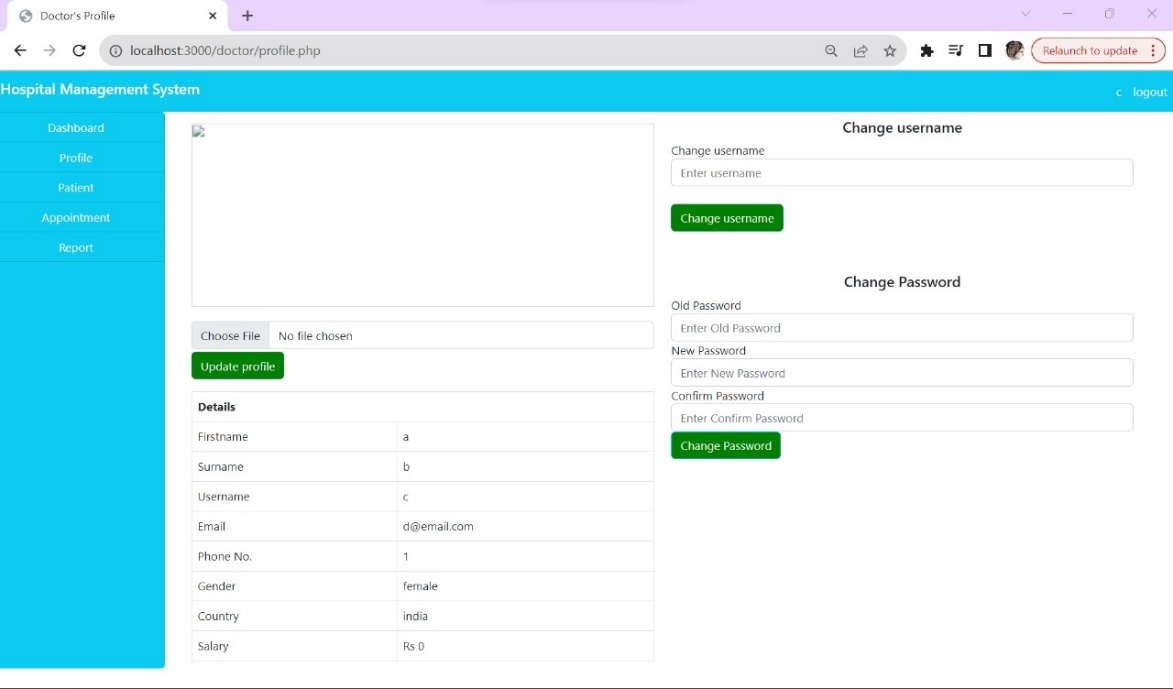 Doctor's Profile
localhost:3000/doctor/profile.php
Relaunch to update
Hospital Management System
c logout
Dashboard
Profile
Patient
Appointment
Report
Choose File No file chosen
Update profile
Details
Firstname a
Surname b
Username c
Email d@email.com
Phone No. 1
Gender female
Country india
Salary Rs 0
Change username
Change username
Enter username
Change username
Change Password
Old Password
Enter Old Password
New Password
Enter New Password
Confirm Password
Enter Confirm Password
Change Password